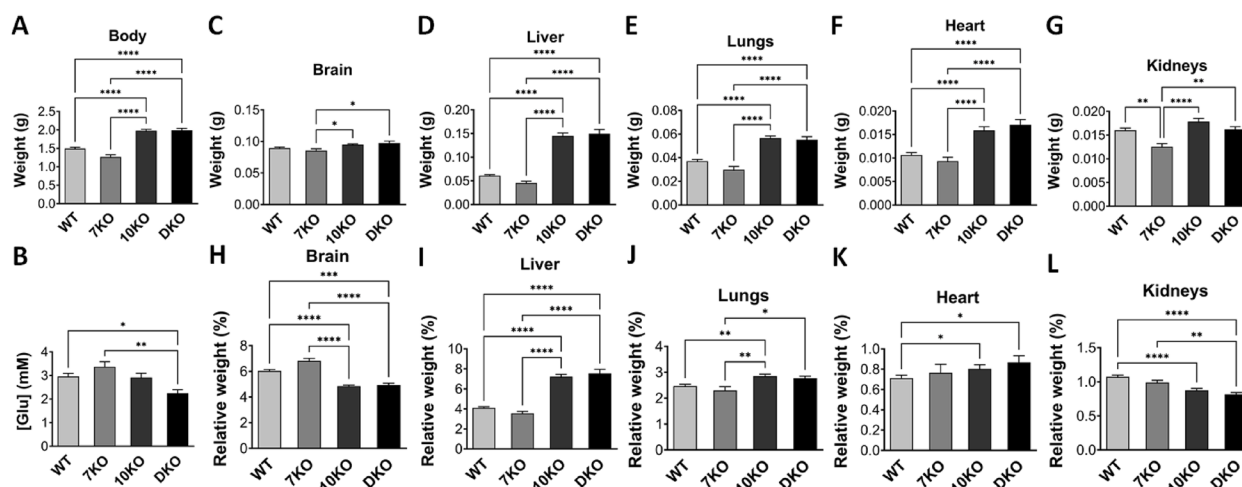 A
Body
Weight (g)
****
****
****
****
2.5
2.0
1.5
1.0
0.5
0.0
WT
7KO
10KO
DKO
C
Brain
Weight (g)
*
*
0.15
0.10
0.05
0.00
WT
7KO
10KO
DKO
D
Liver
Weight (g)
****
****
****
****
0.20
0.15
0.10
0.05
0.00
WT
7KO
10KO
DKO
E
Lungs
Weight (g)
****
****
****
****
0.08
0.06
0.04
0.02
0.00
WT
7KO
10KO
DKO
F
Heart
Weight (g)
****
****
****
****
0.020
0.015
0.010
0.005
0.000
WT
7KO
10KO
DKO
G
Kidneys
Weight (g)
**
** ****
0.020
0.015
0.010
0.005
0.000
WT
7KO
10KO
DKO
B
[Glu] (mM)
*
**
4
3
2
1
0
WT
7KO
10KO
DKO
H
Brain
Relative weight (%)
***
****
****
****
8
6
4
2
0
WT
7KO
10KO
DKO
I
Liver
Relative weight (%)
****
****
****
****
10
8
6
4
2
0
WT
7KO
10KO
DKO
J
Lungs
Relative weight (%)
*
**
**
4
3
2
1
0
WT
7KO
10KO
DKO
K
Heart
Relative weight (%)
*
*
1.0
0.8
0.6
0.4
0.2
0.0
WT
7KO
10KO
DKO
L
Kidneys
Relative weight (%)
****
**
****
1.5
1.0
0.5
0.0
WT
7KO
10KO
DKO